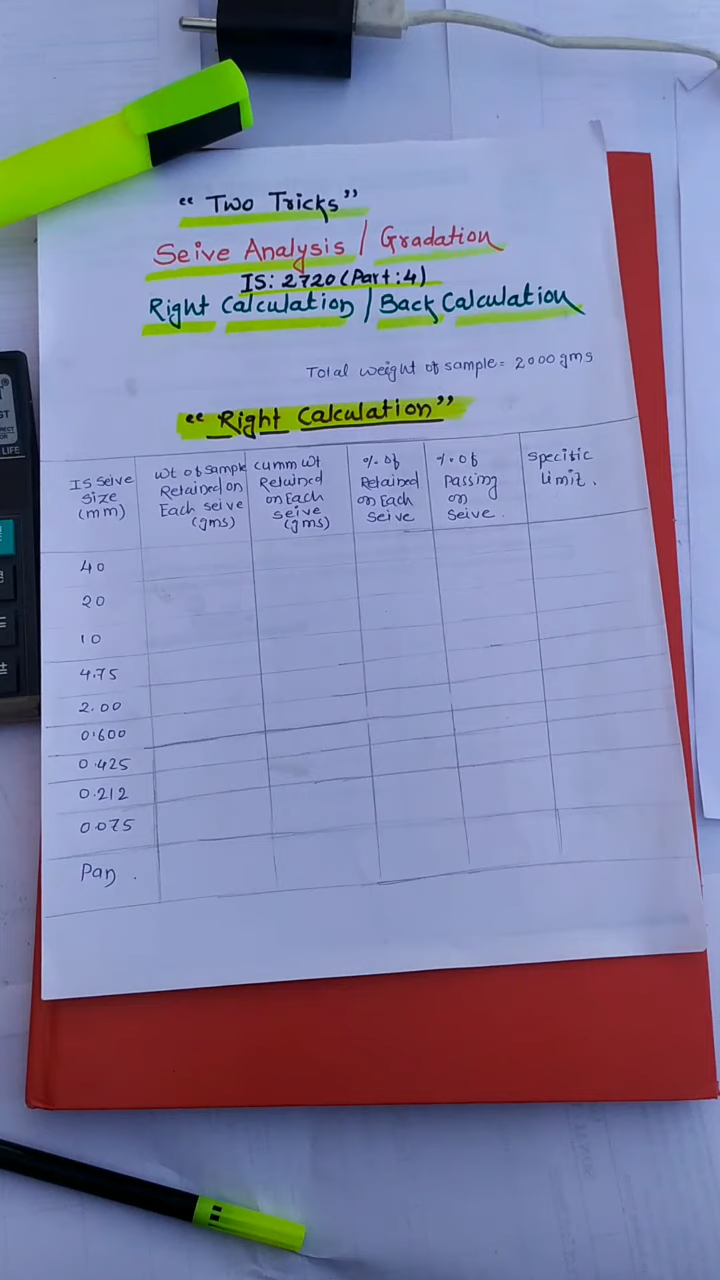 “ Two Tricks”
Seive Analysis / Gradation
IS: 2720 (Part:4)
Right Calculation / Back Calculation
Total weight of sample = 2000 gms
“ Right Calculation”
IS Seive
size
(mm)
wt of sample
Retained on
Each seive
(gms)
cumm wt
Retained
on Each
seive
(gms)
% of
Retained
on Each
seive
% of
Passing
on
seive.
specific
limit.
40
20
10
4.75
2.00
0.600
0.425
0.212
0.075
Pan.
LIFE